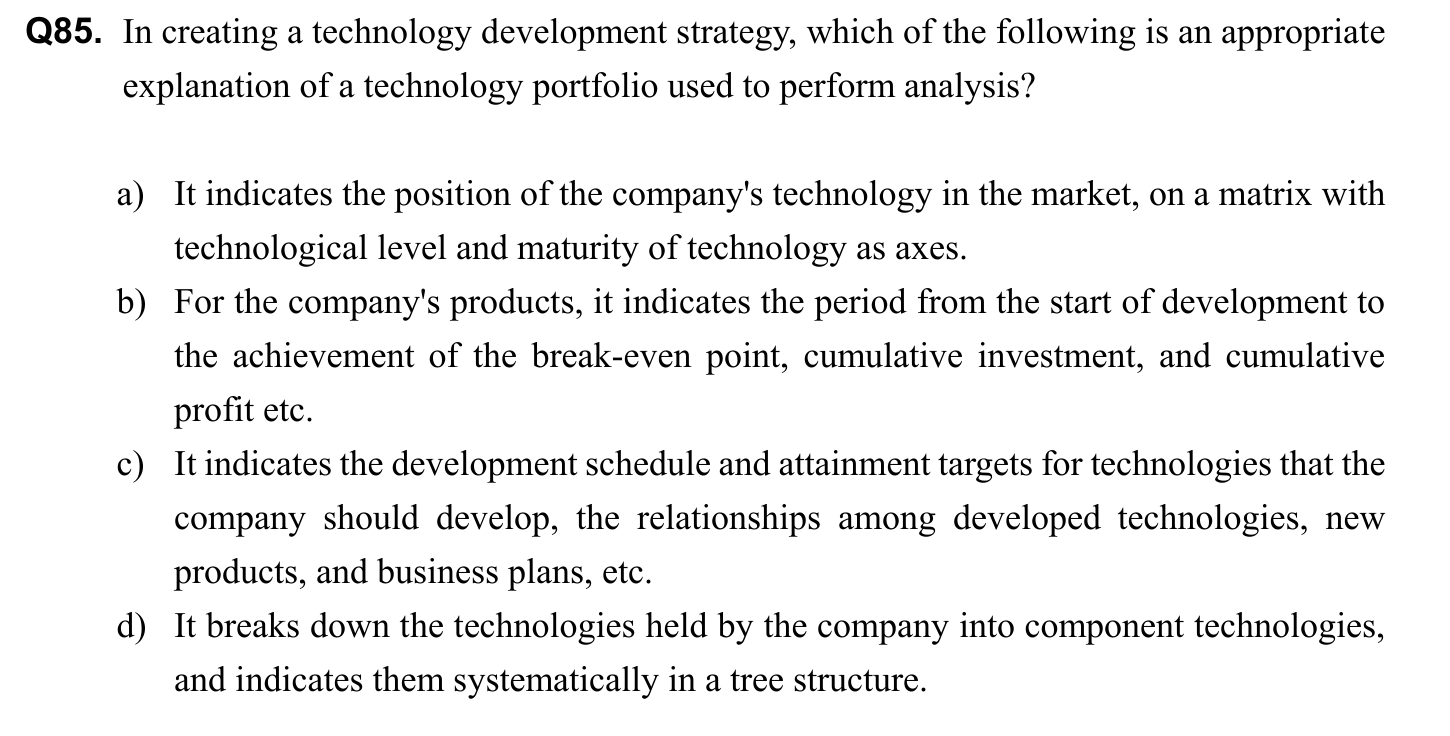 Q85. In creating a technology development strategy, which of the following is an appropriate
explanation of a technology portfolio used to perform analysis?
a) It indicates the position of the company's technology in the market, on a matrix with
technological level and maturity of technology as axes.
b) For the company's products, it indicates the period from the start of development to
the achievement of the break-even point, cumulative investment, and cumulative
profit etc.
c) It indicates the development schedule and attainment targets for technologies that the
company should develop, the relationships among developed technologies, new
products, and business plans, etc.
d) It breaks down the technologies held by the company into component technologies,
and indicates them systematically in a tree structure.